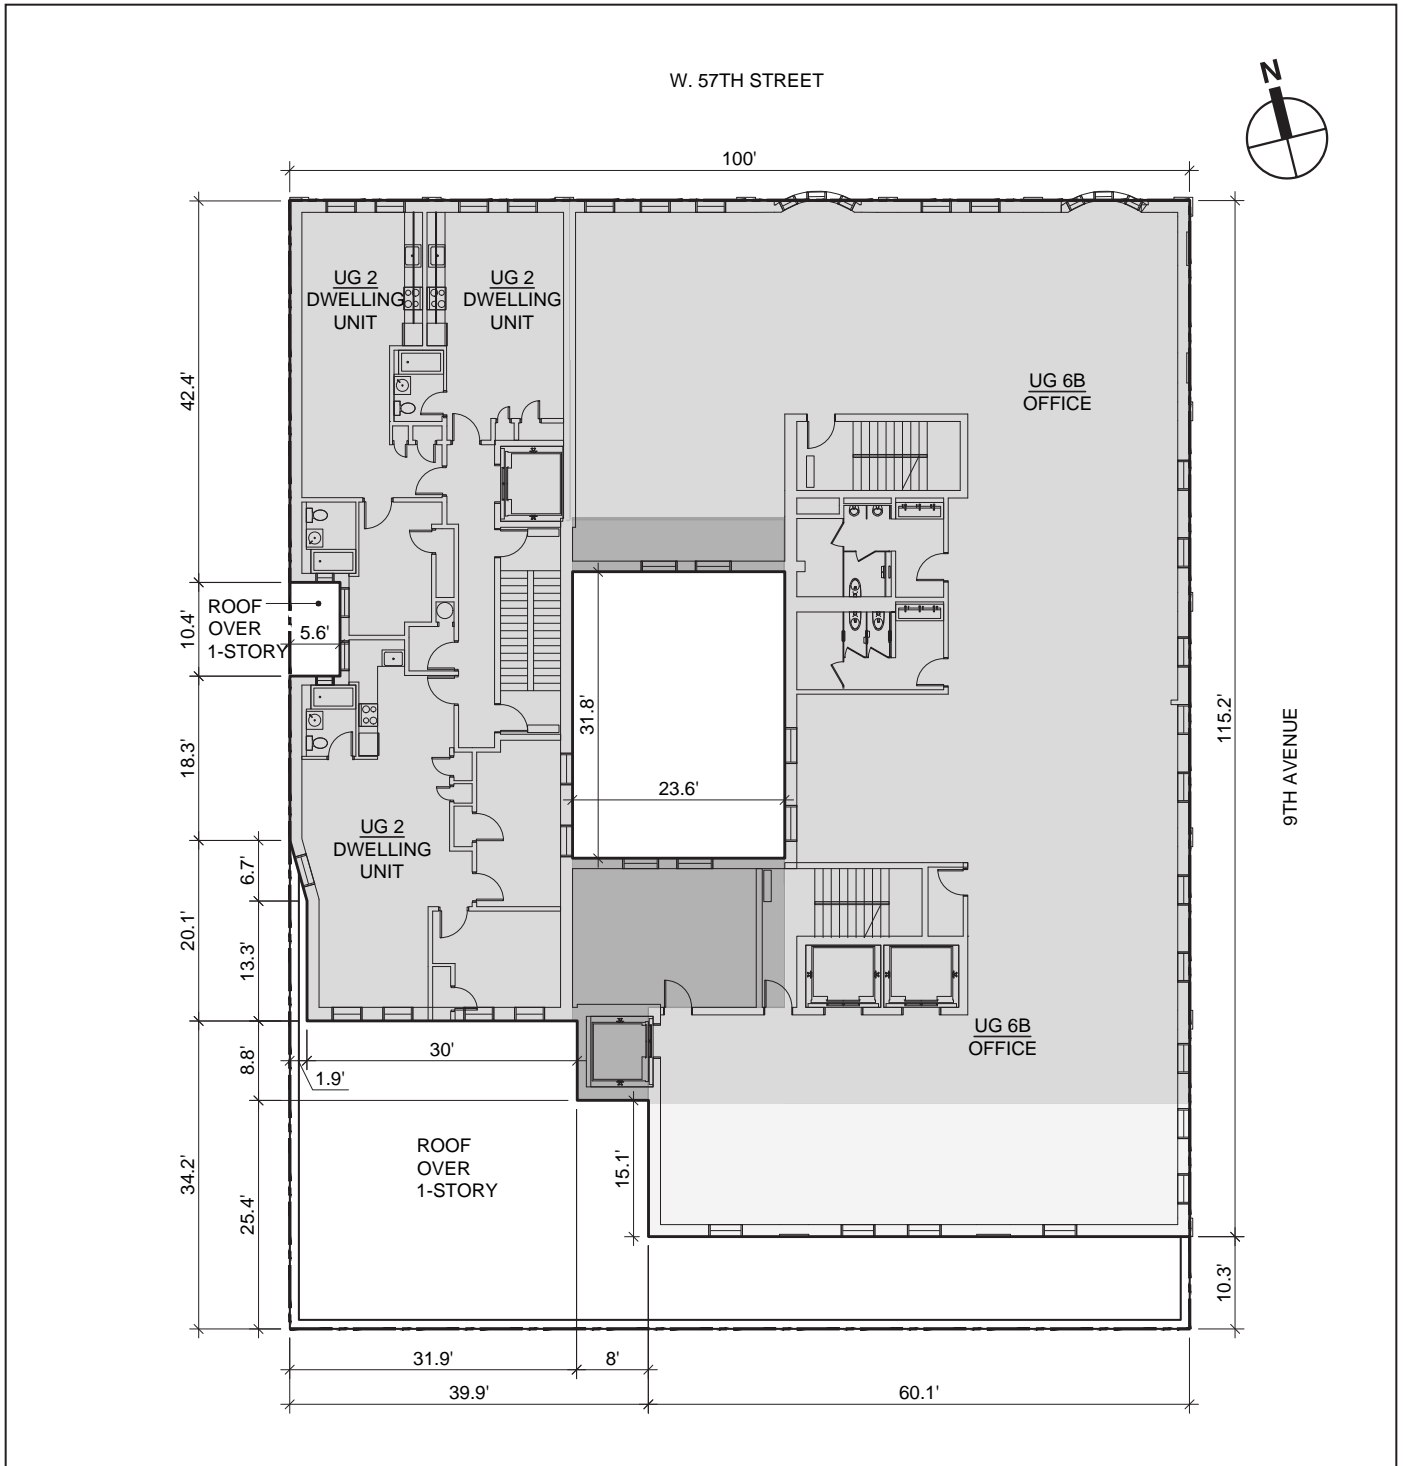 W. 57TH STREET
N
100'
UG 2
DWELLING
UNIT
UG 2
DWELLING
UNIT
42.4'
UG 6B
OFFICE
ROOF
OVER
1-STORY
5.6'
10.4'
31.8'
23.6'
18.3'
115.2'
9TH AVENUE
UG 2
DWELLING
UNIT
6.7'
20.1'
13.3'
30'
1.9'
8.8'
UG 6B
OFFICE
ROOF
OVER
1-STORY
15.1'
34.2'
25.4'
10.3'
31.9'
8'
39.9'
60.1'